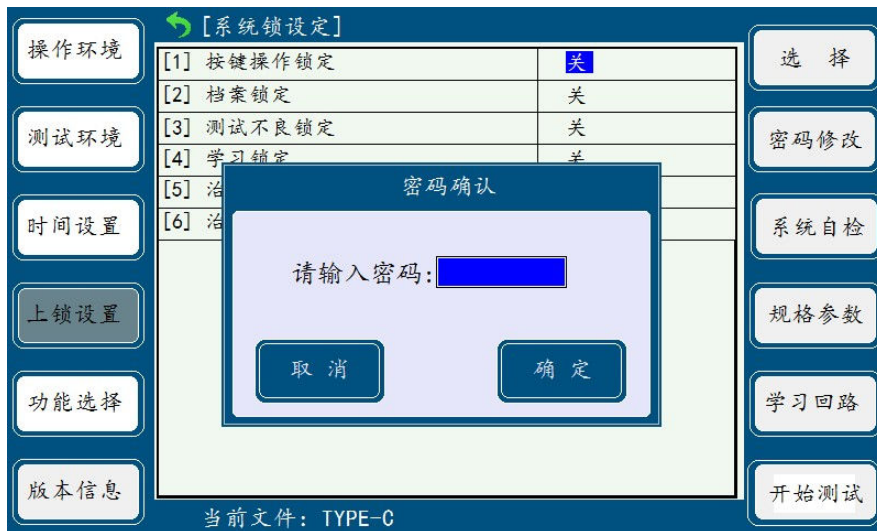 [系统锁设定]
操作环境
测试环境
时间设置
上锁设置
功能选择
版本信息
[1] 按键操作锁定 关
[2] 档案锁定 关
[3] 测试不良锁定 关
[4] 学习锁定 关
[5] 治
[6] 治
密码确认
请输入密码:
取 消
确 定
选 择
密码修改
系统自检
规格参数
学习回路
开始测试
当前文件: TYPE-C